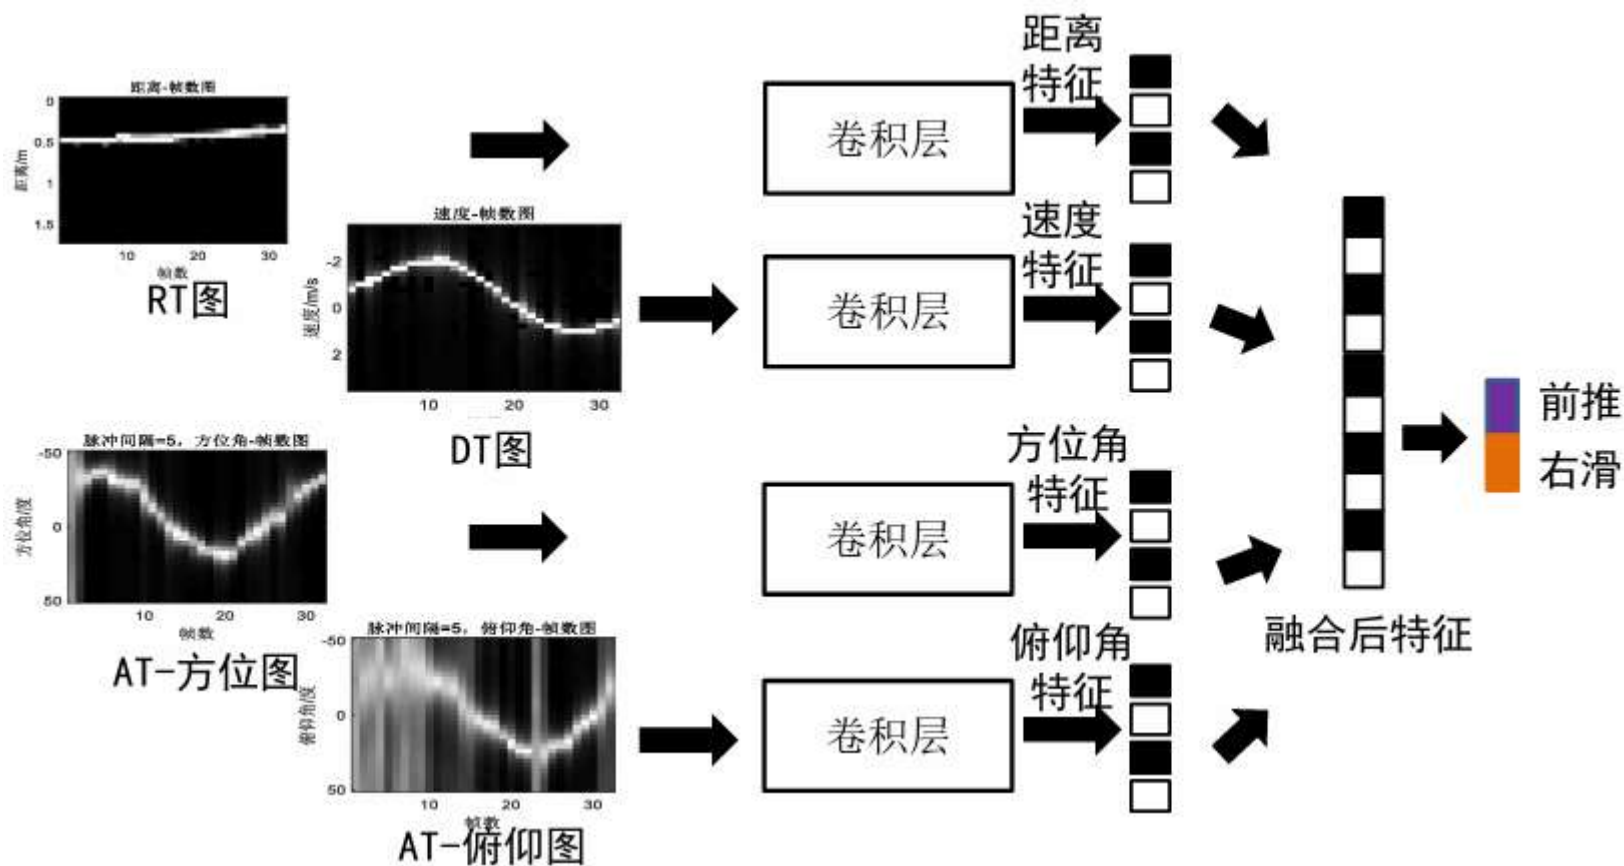 距离-帧数图
0
0.5
1
1.5
距离/m
10 20 30
帧数
RT图
速度-帧数图
-2
0
2
速度/m/s
10 20 30
DT图
脉冲间隔=5，方位角-帧数图
-50
0
50
方位角/度
10 20 30
帧数
AT-方位图
脉冲间隔=5，俯仰角-帧数图
-50
0
50
俯仰角/度
10 20 30
帧数
AT-俯仰图
卷积层
距离
特征
卷积层
速度
特征
卷积层
方位角
特征
卷积层
俯仰角
特征
融合后特征
前推
右滑